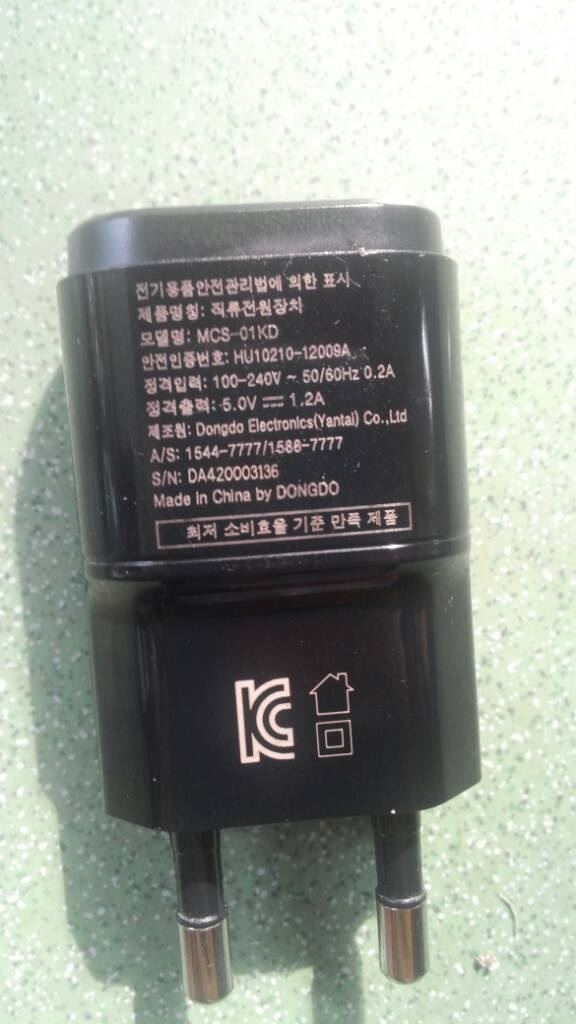 전기용품안전관리법에 의한 표시
제품명칭: 직류전원장치
모델명: MCS-01KD
안전인증번호: HU10210-12009A
정격입력: 100-240V ~ 50/60Hz 0.2A
정격출력: 5.0V ⎓ 1.2A
제조원: Dongdo Electronics(Yantai) Co.,Ltd
A/S: 1544-7777/1588-7777
S/N: DA420003136
Made in China by DONGDO
최저 소비효율 기준 만족 제품
KC